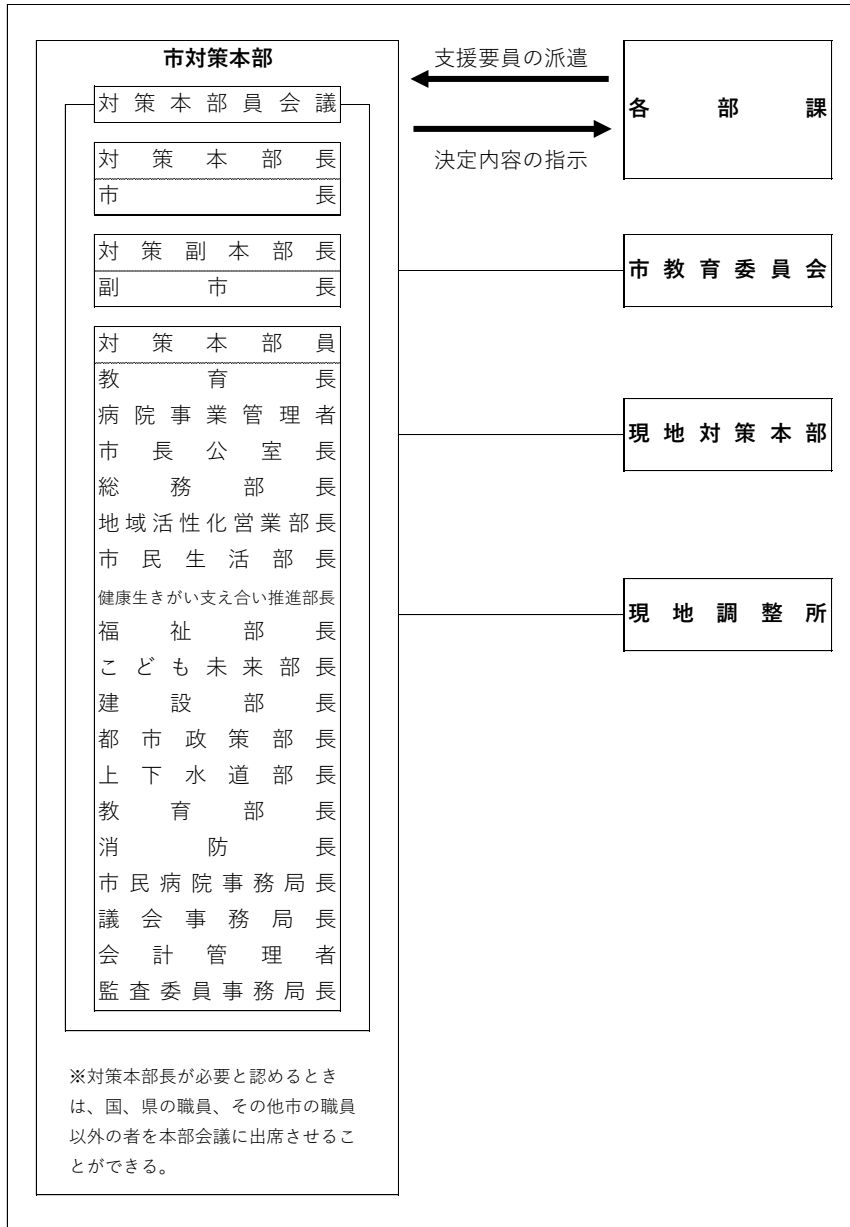 市対策本部
対策本部員会議
対策本部長
市長
対策副本部長
副市長
対策本部員
教育長
病院事業管理者
市長公室長
総務部長
地域活性化営業部長
市民生活部長
健康生きがい支え合い推進部長
福祉部長
こども未来部長
建設部長
都市政策部長
上下水道部長
教育部長
消防長
市民病院事務局長
議会事務局長
会計管理者
監査委員事務局長
※対策本部長が必要と認めるとき
は、国、県の職員、その他市の職員
以外の者を本部会議に出席させるこ
とができる。
支援要員の派遣
決定内容の指示
各部課
市教育委員会
現地対策本部
現地調整所